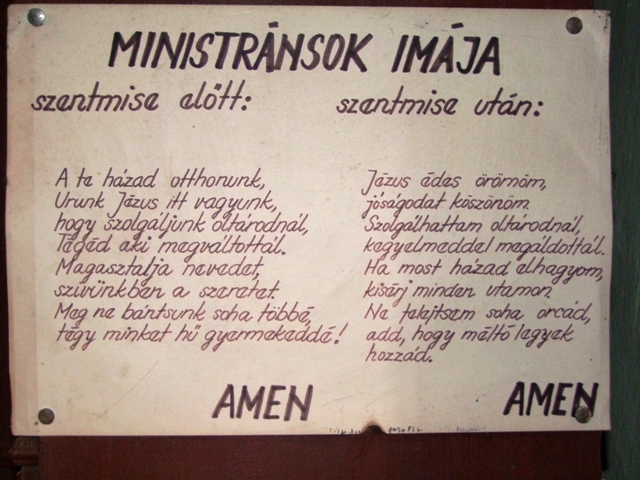 MINISTRÁNSOK IMÁJA
szentmise előtt:
A te házad otthonunk,
Urunk Jézus itt vagyunk,
hogy szolgáljunk oltárodnál,
Tégéd aki megváltottál.
Magasztalja nevedet,
szívünkben a szeretet.
Meg ne bántsunk soha többé,
tégy minket hű gyermekeddé!
AMEN
szentmise után:
Jézus édes örömöm,
jóságodat köszönöm.
Szolgálhattam oltárodnál,
kegyelmeddel megáldottál.
Ha most házad elhagyom,
kísérj minden utamon.
Ne felejtsem soha orcád,
add, hogy méltó legyek
hozzád.
AMEN